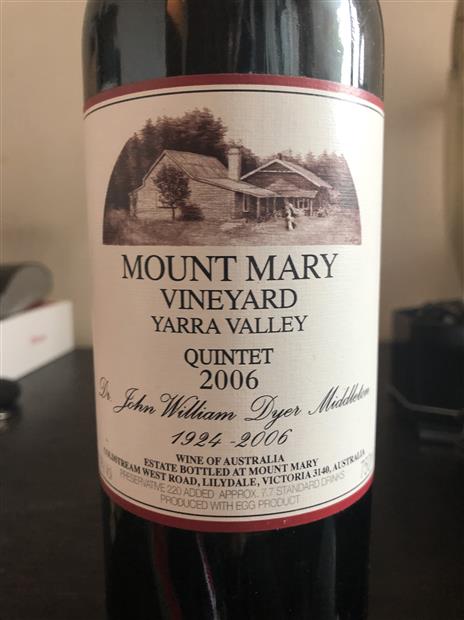 MOUNT MARY
VINEYARD
YARRA VALLEY
QUINTET
2006
Dr. John William Dyer Middleton
1924 - 2006
WINE OF AUSTRALIA
ESTATE BOTTLED AT MOUNT MARY
COLDSTREAM WEST ROAD, LILYDALE, VICTORIA 3140, AUSTRALIA
PRESERVATIVE 220 ADDED APPROX. 7.7 STANDARD DRINKS
PRODUCED WITH EGG PRODUCT